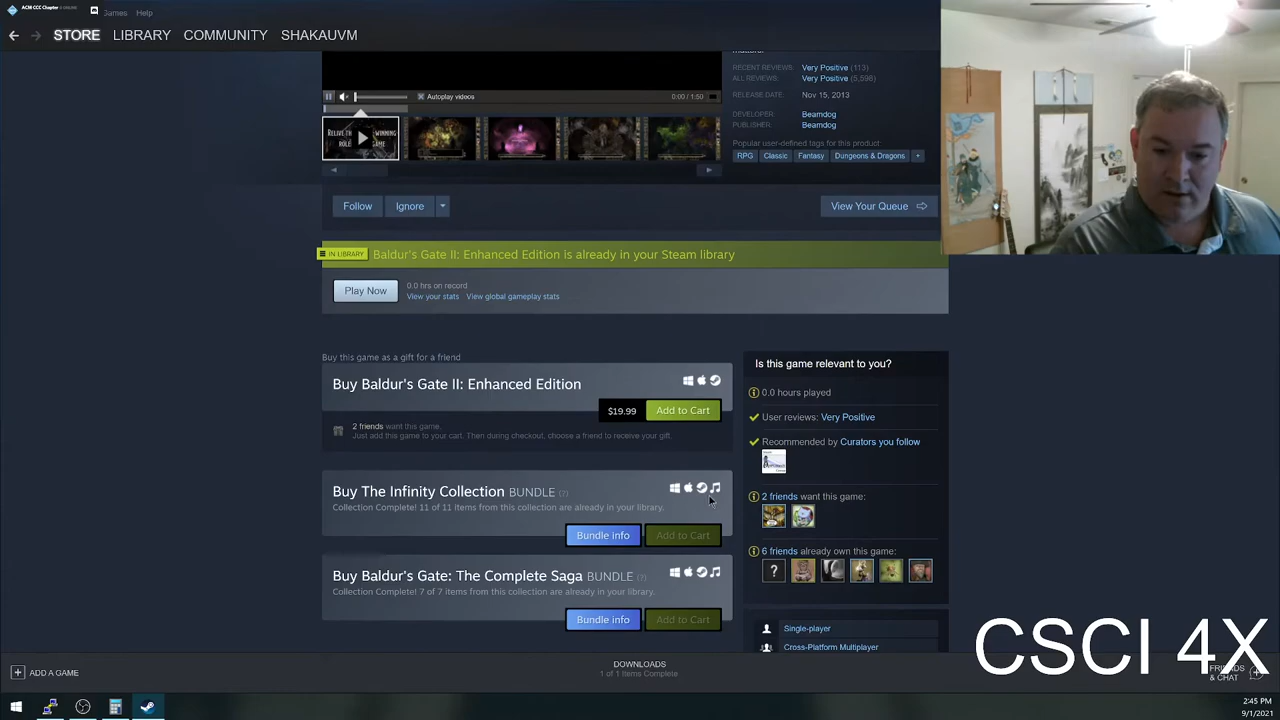 ACM CCC Chapter
Games Help
STORE LIBRARY COMMUNITY SHAKAUVM
RECENT REVIEWS: Very Positive (113)
ALL REVIEWS: Very Positive (5,598)
Autoplay videos 0:00 / 1:50
RELEASE DATE: Nov 15, 2013
DEVELOPER: Beamdog
PUBLISHER: Beamdog
Popular user-defined tags for this product:
RPG Classic Fantasy Dungeons & Dragons +
Follow Ignore View Your Queue
IN LIBRARY Baldur's Gate II: Enhanced Edition is already in your Steam library
Play Now
0.0 hrs on record
View your stats View global gameplay stats
Buy this game as a gift for a friend
Buy Baldur's Gate II: Enhanced Edition
$19.99 Add to Cart
2 friends want this game.
Just add this game to your cart. Then during checkout, choose a friend to receive your gift.
Buy The Infinity Collection BUNDLE (?)
Collection Complete! 11 of 11 items from this collection are already in your library.
Bundle info Add to Cart
Buy Baldur's Gate: The Complete Saga BUNDLE (?)
Collection Complete! 7 of 7 items from this collection are already in your library.
Bundle info Add to Cart
Is this game relevant to you?
0.0 hours played
User reviews: Very Positive
Recommended by Curators you follow
2 friends want this game:
6 friends already own this game:
?
Single-player
Cross-Platform Multiplayer
CSCI 4X
ADD A GAME
DOWNLOADS
1 of 1 Items Complete
FRIENDS
& CHAT
2:45 PM
9/1/2021